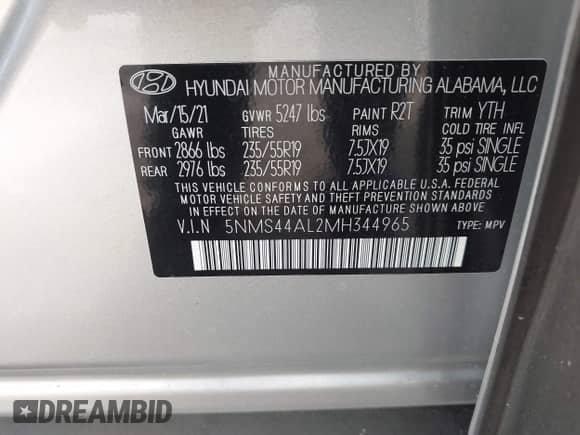 MANUFACTURED BY
HYUNDAI MOTOR MANUFACTURING ALABAMA, LLC
Mar/15/21 GVWR 5247 lbs PAINT R2T TRIM YTH
GAWR TIRES RIMS COLD TIRE INFL
FRONT 2866 lbs 235/55R19 7.5JX19 35 psi SINGLE
REAR 2976 lbs 235/55R19 7.5JX19 35 psi SINGLE
THIS VEHICLE CONFORMS TO ALL APPLICABLE U.S.A. FEDERAL
MOTOR VEHICLE SAFETY AND THEFT PREVENTION STANDARDS
IN EFFECT ON THE DATE OF MANUFACTURE SHOWN ABOVE.
V.I.N 5NMS44AL2MH344965 TYPE: MPV
DREAMBID